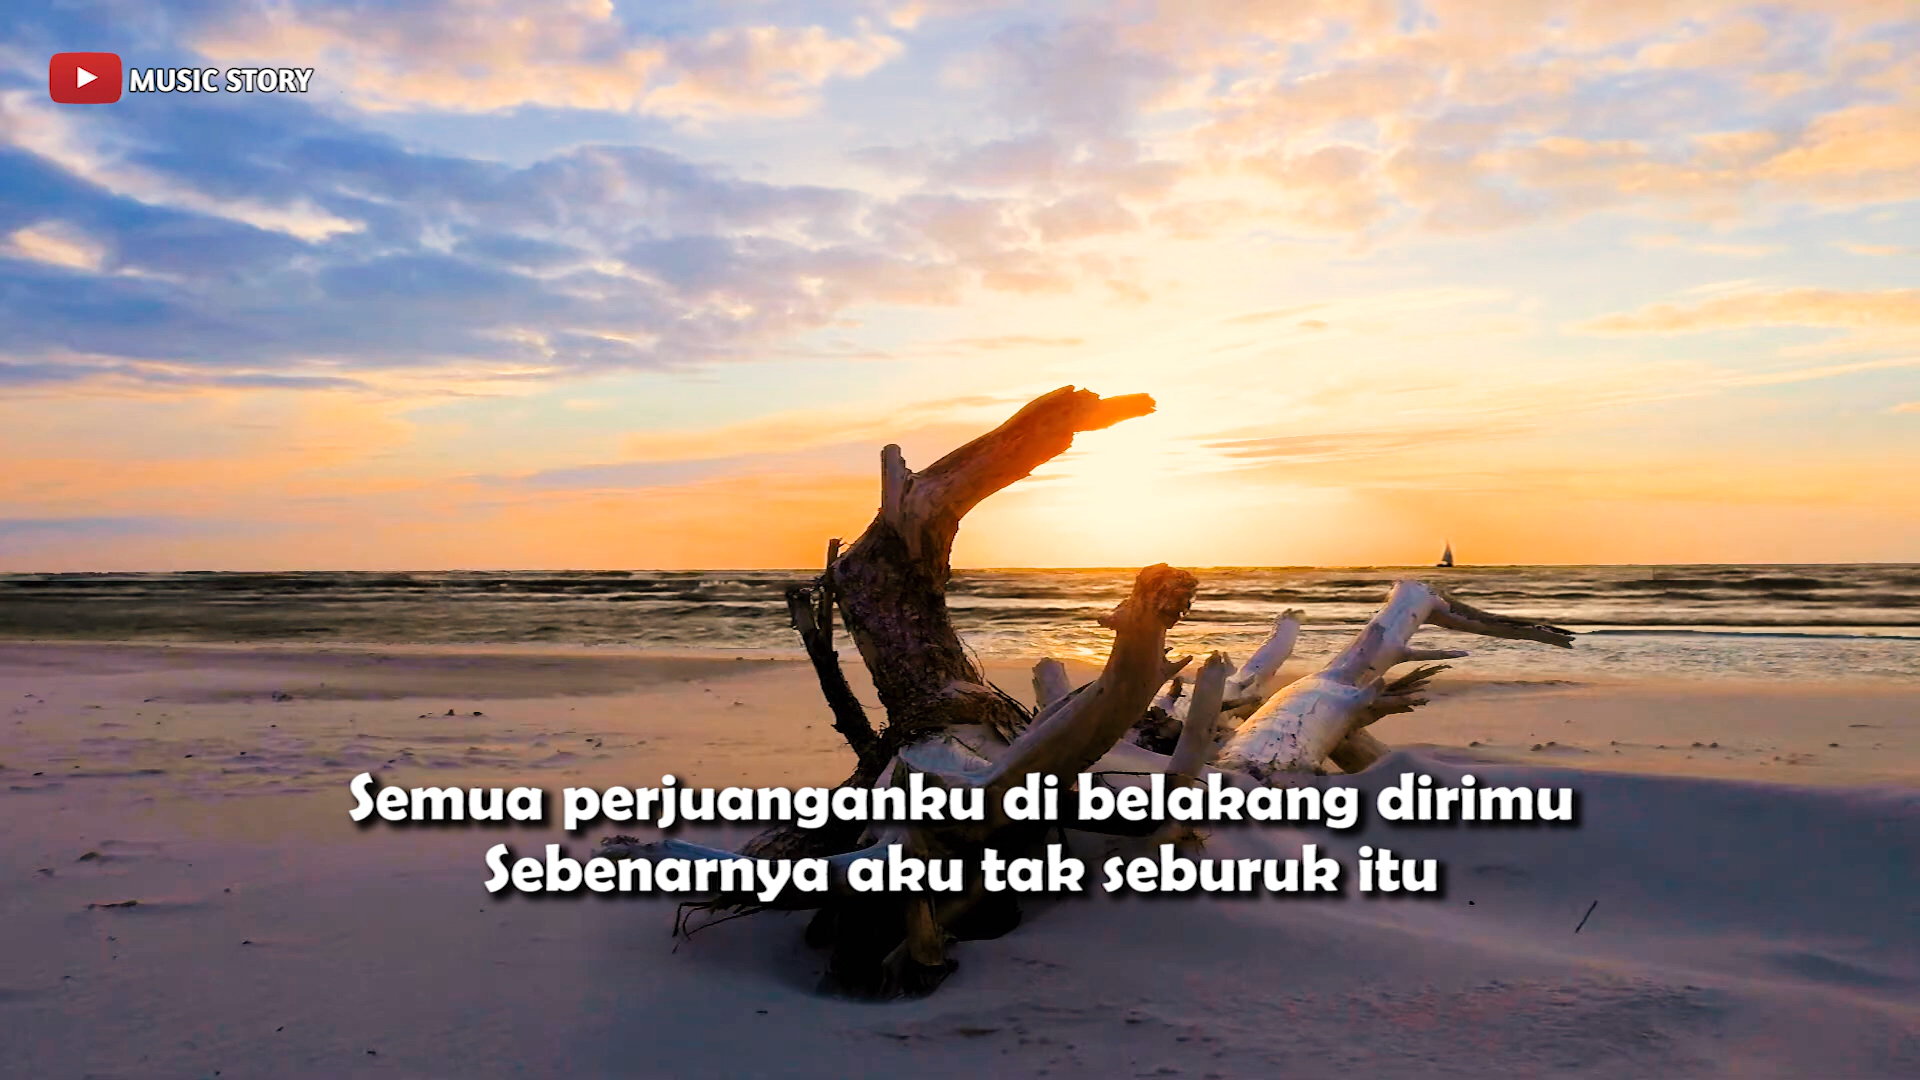 MUSIC STORY
Semua perjuanganku di belakang dirimu
Sebenarnya aku tak seburuk itu